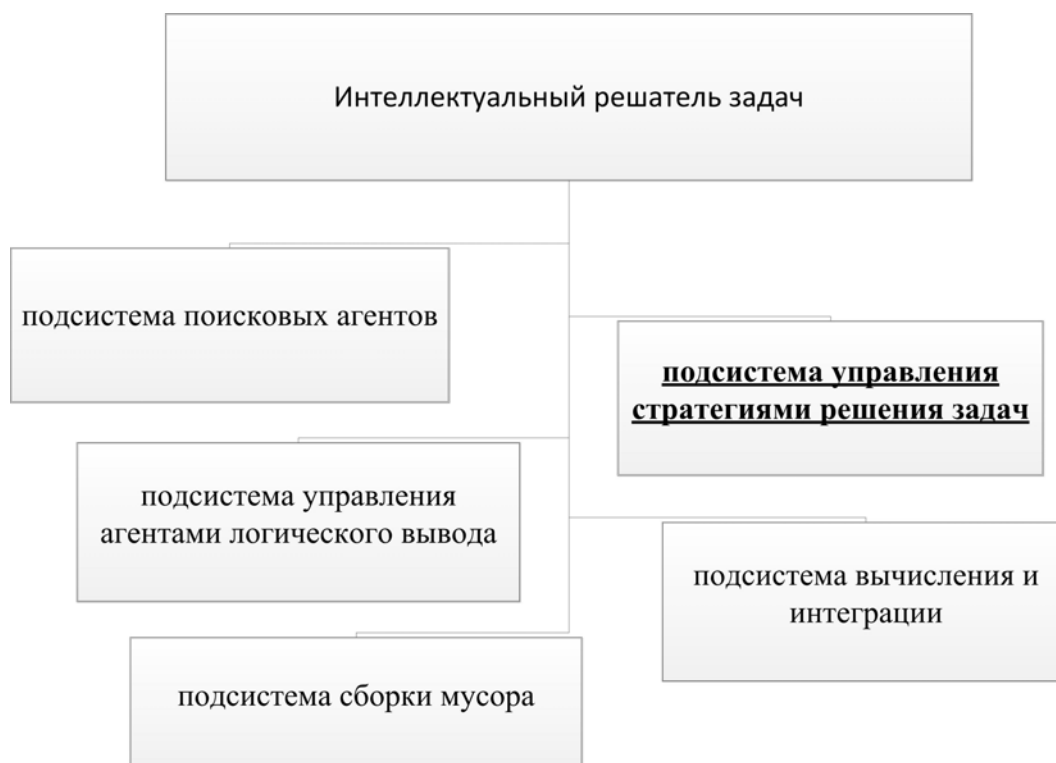 Интеллектуальный решатель задач
подсистема поисковых агентов
подсистема управления
стратегиями решения задач
подсистема управления
агентами логического вывода
подсистема вычисления и
интеграции
подсистема сборки мусора